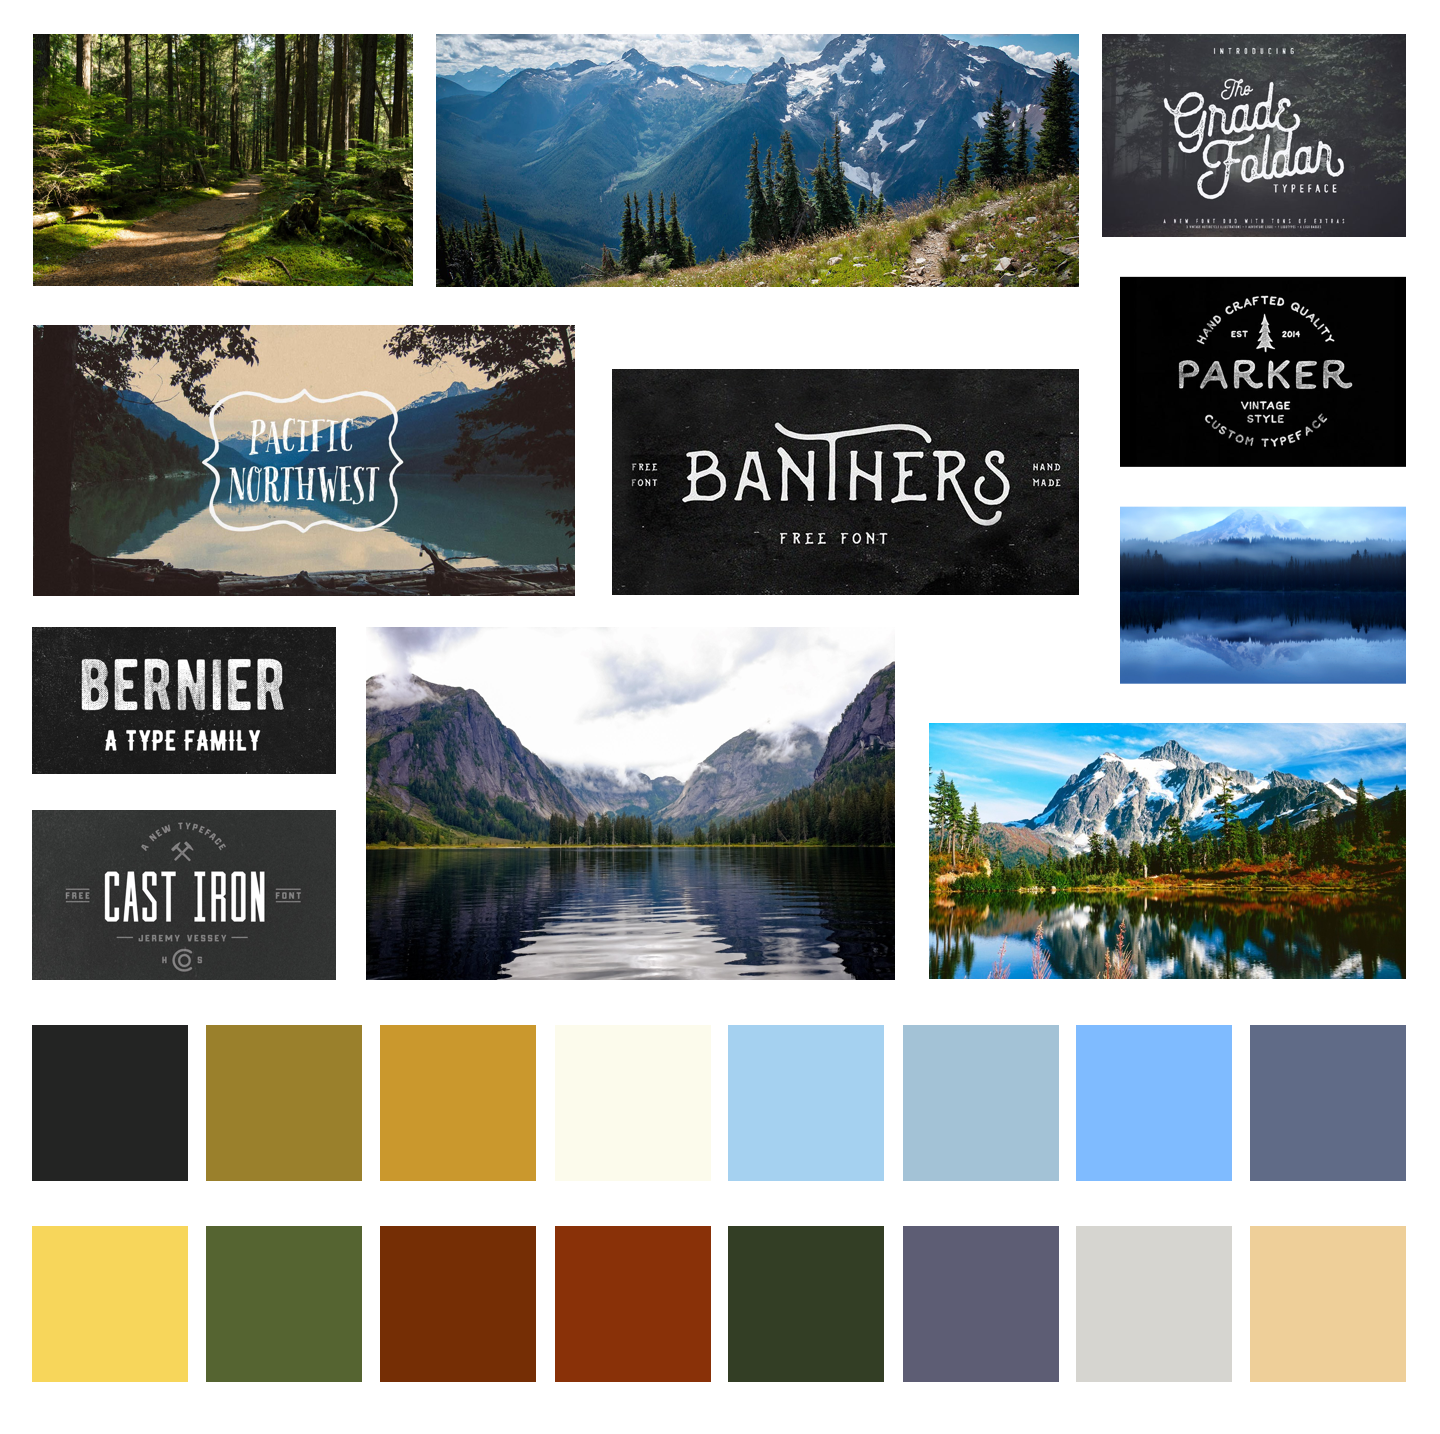 INTRODUCING
The
Grade
Foldar
TYPEFACE
A NEW FONT DUO WITH TONS OF EXTRAS
HAND CRAFTED QUALITY
EST 2014
PARKER
VINTAGE
STYLE
CUSTOM TYPEFACE
PACIFIC
NORTHWEST
FREE
FONT
BANTHERS
HAND
MADE
FREE FONT
BERNIER
A TYPE FAMILY
A NEW TYPEFACE
FREE
CAST IRON
FONT
JEREMY VESSEY
H S